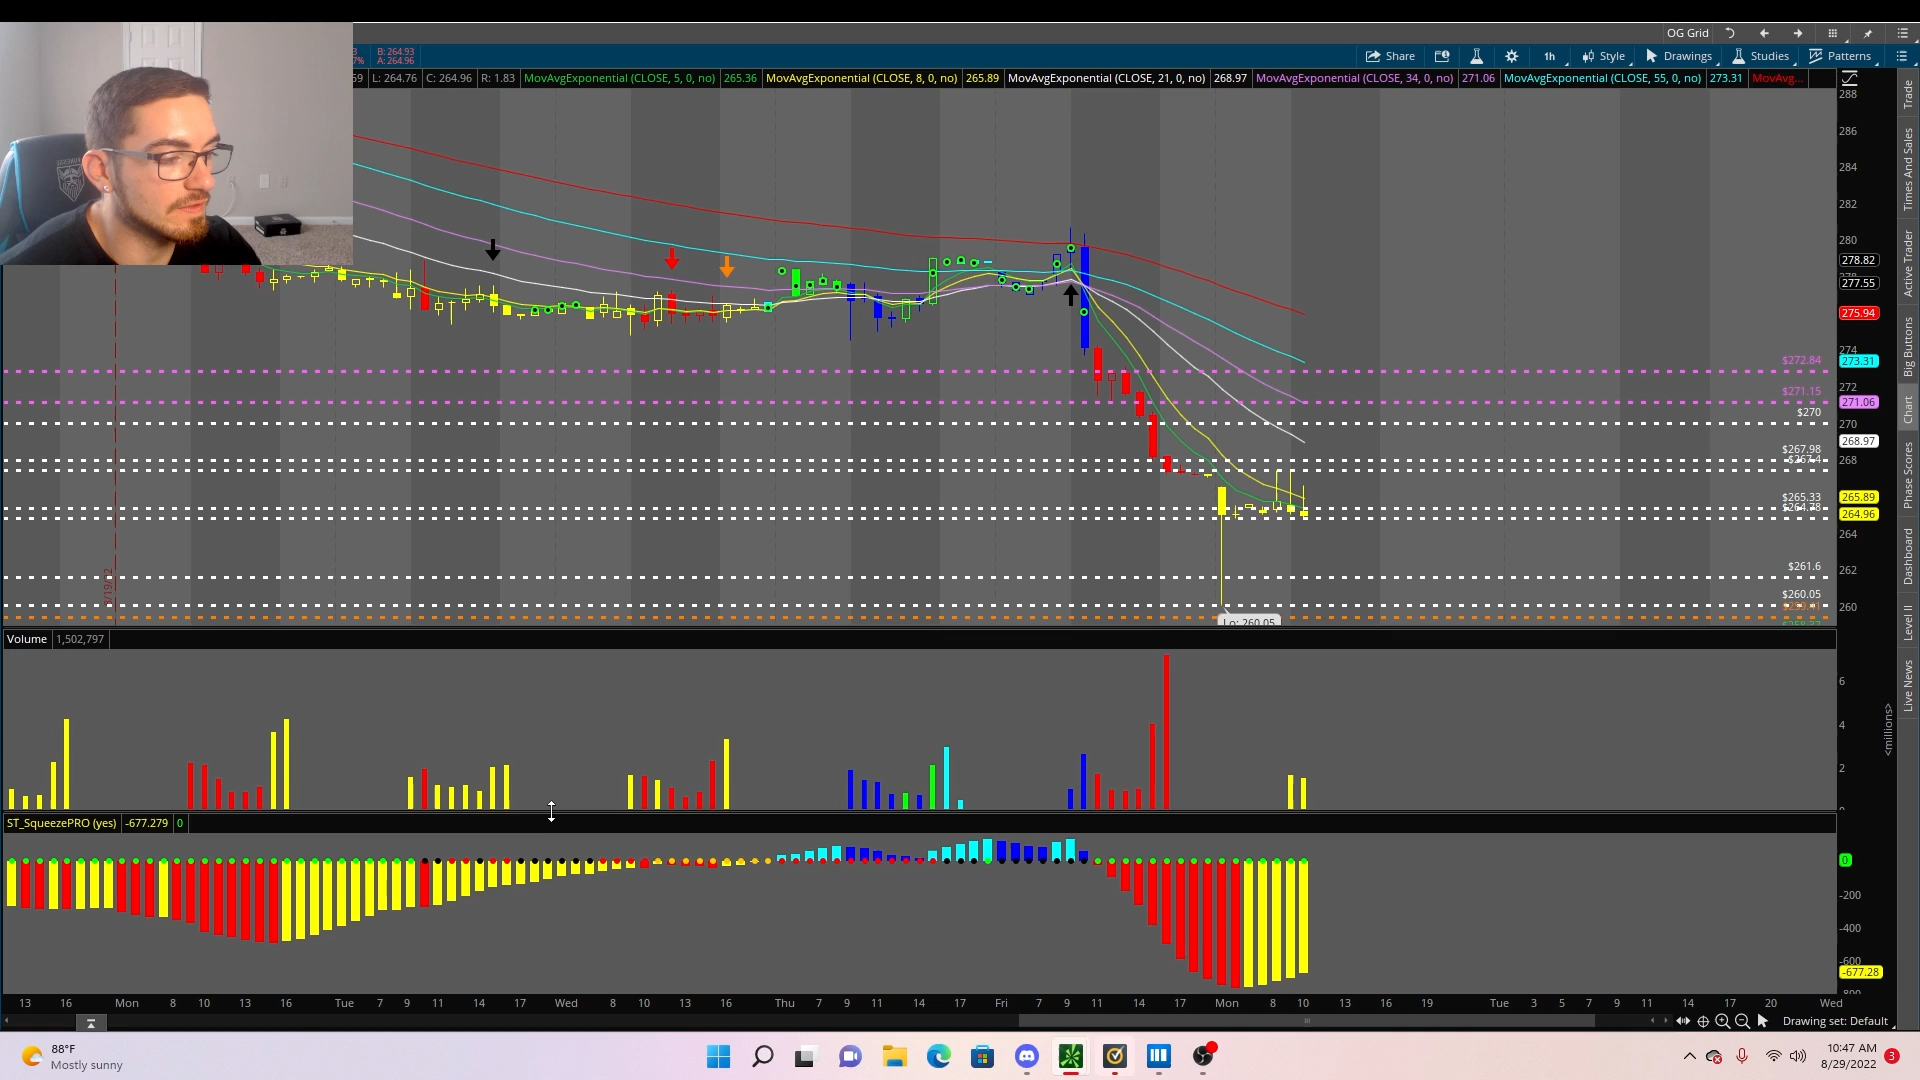 OG Grid
B: 264.93
A: 264.96
Share
1h
Style
Drawings
Studies
Patterns
L: 264.76 C: 264.96 R: 1.83 MovAvgExponential (CLOSE, 5, 0, no) 265.36 MovAvgExponential (CLOSE, 8, 0, no) 265.89 MovAvgExponential (CLOSE, 21, 0, no) 268.97 MovAvgExponential (CLOSE, 34, 0, no) 271.06 MovAvgExponential (CLOSE, 55, 0, no) 273.31 MovAvg...
288
286
284
282
280
278.82
277.55
275.94
274
$272.84
273.31
272
$271.15
271.06
$270
270
268.97
$267.98
268
$265.33
265.89
264.96
264
$261.6
262
$260.05
260
Lo: 260.05
Trade
Times And Sales
Active Trader
Big Buttons
Chart
Phase Scores
Dashboard
Level II
Live News
Volume 1,502,797
6
4
2
<millions>
ST_SqueezePRO (yes) -677.279 0
0
-200
-400
-600
-677.28
13 16 Mon 8 10 13 16 Tue 7 9 11 14 17 Wed 8 10 13 16 Thu 7 9 11 14 17 Fri 7 9 11 14 17 Mon 8 10 13 16 19 Tue 3 5 7 9 11 14 17 20 Wed
Drawing set: Default
88°F
Mostly sunny
10:47 AM
8/29/2022
3